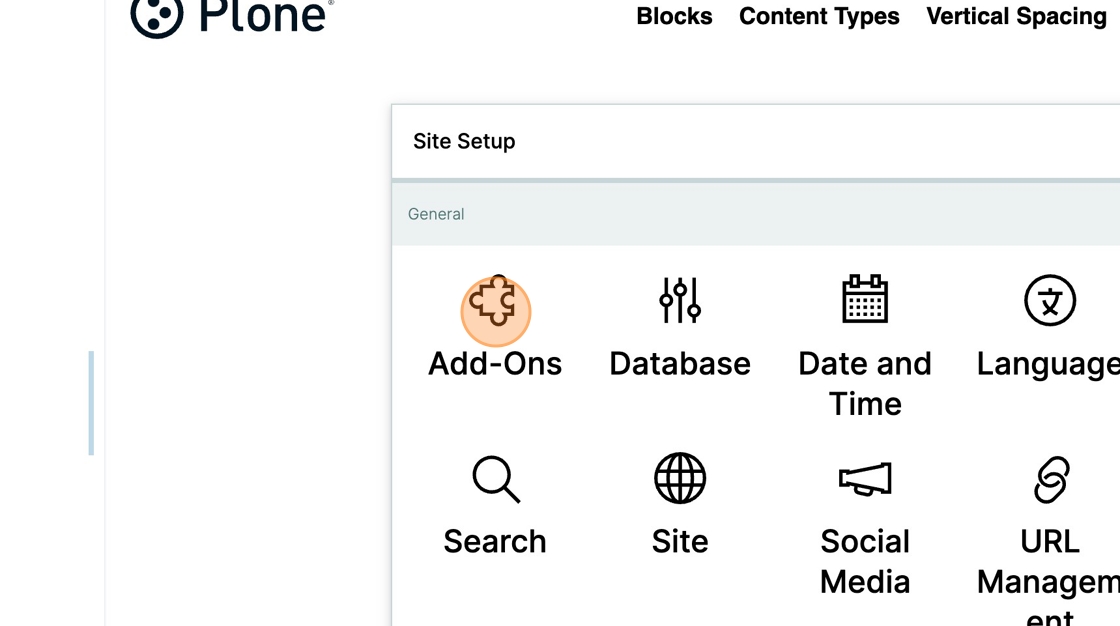 Plone®
Blocks Content Types Vertical Spacing
Site Setup
General
Add-Ons Database Date and Time Language
Search Site Social Media URL Managem
ent